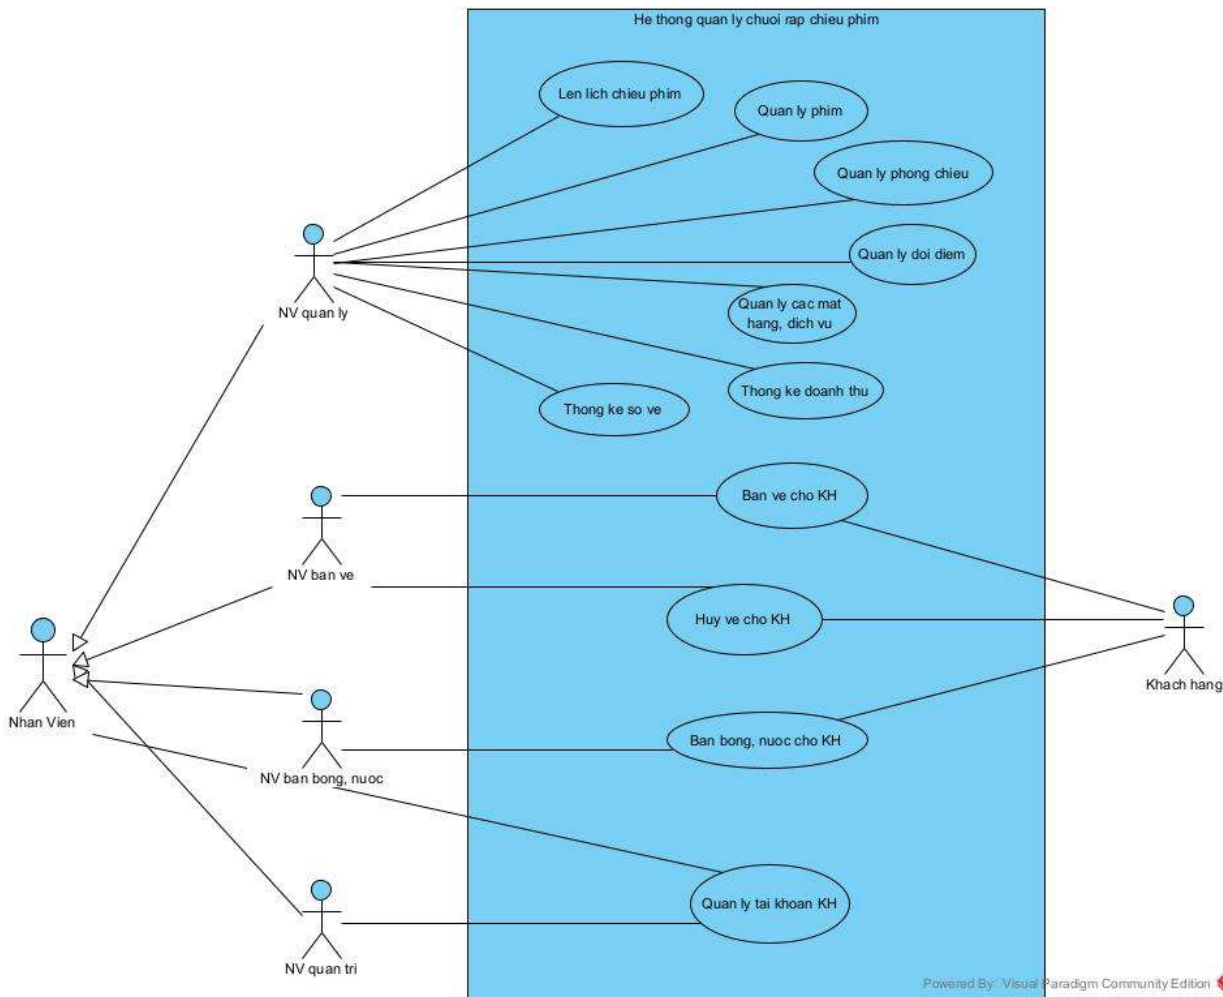 He thong quan ly chuoi rap chieu phim
Len lich chieu phim
Quan ly phim
Quan ly phong chieu
Quan ly doi diem
Quan ly cac mat
hang, dich vu
NV quan ly
Thong ke doanh thu
Thong ke so ve
Ban ve cho KH
NV ban ve
Huy ve cho KH
Khach hang
Nhan Vien
Ban bong, nuoc cho KH
NV ban bong, nuoc
Quan ly tai khoan KH
NV quan tri
Powered By Visual Paradigm Community Edition